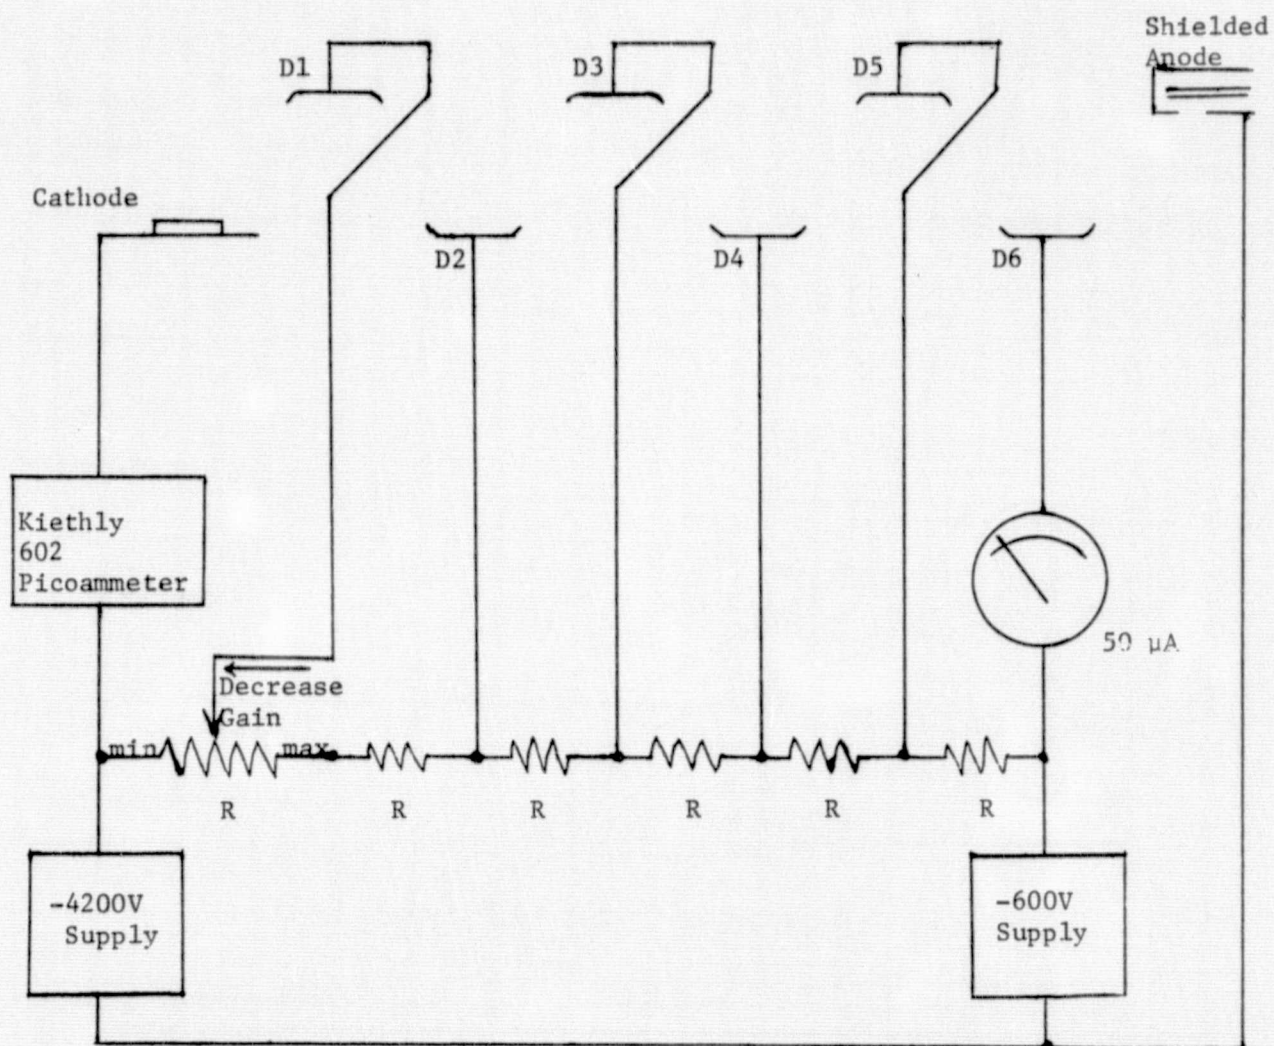 Shielded
Anode
D1
D3
D5
Cathode
D2
D4
D6
Kiethly
602
Picoammeter
50 µA
Decrease
Gain
min
max
R
R
R
R
R
R
-4200V
Supply
-600V
Supply